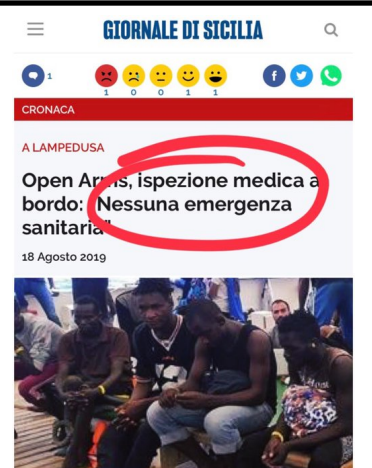 GIORNALE DI SICILIA
1
1 0 0 1 1
CRONACA
A LAMPEDUSA
Open Arms, ispezione medica a
bordo: "Nessuna emergenza
sanitaria"
18 Agosto 2019